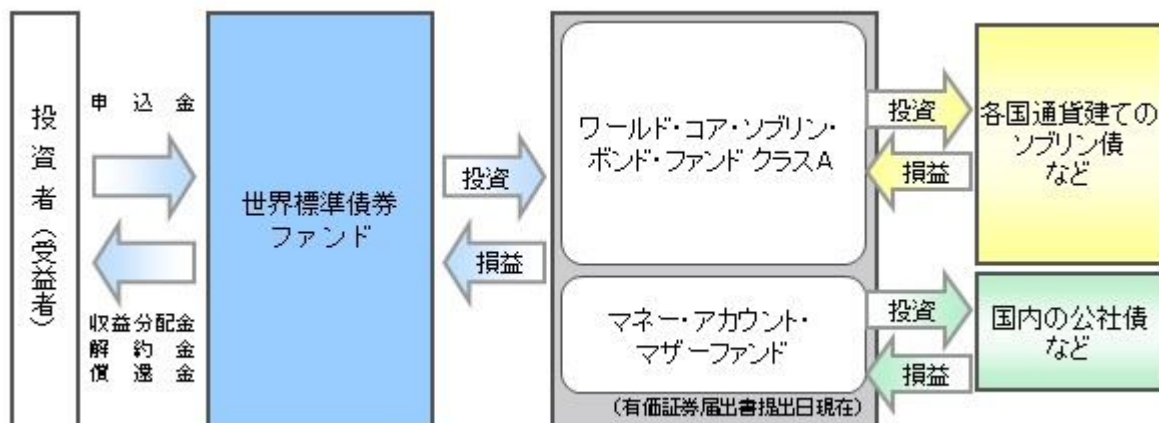 投資者（受益者）
申込金
収益分配金
解約金
償還金
世界標準債券
ファンド
投資
損益
ワールド・コア・ソブリン・
ボンド・ファンド クラスA
マネー・アカウント・
マザーファンド
（有価証券届出書提出日現在）
投資
損益
各国通貨建ての
ソブリン債
など
投資
損益
国内の公社債
など